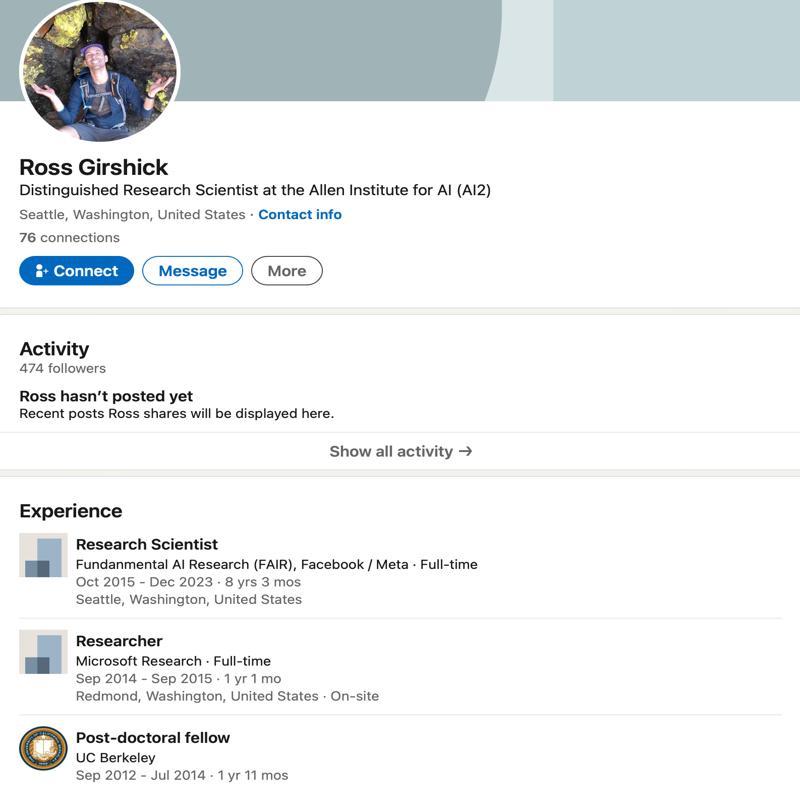 Ross Girshick
Distinguished Research Scientist at the Allen Institute for AI (AI2)
Seattle, Washington, United States · Contact info
76 connections
Connect
Message
More
Activity
474 followers
Ross hasn’t posted yet
Recent posts Ross shares will be displayed here.
Show all activity →
Experience
Research Scientist
Fundanmental AI Research (FAIR), Facebook / Meta · Full-time
Oct 2015 - Dec 2023 · 8 yrs 3 mos
Seattle, Washington, United States
Researcher
Microsoft Research · Full-time
Sep 2014 - Sep 2015 · 1 yr 1 mo
Redmond, Washington, United States · On-site
Post-doctoral fellow
UC Berkeley
Sep 2012 - Jul 2014 · 1 yr 11 mos